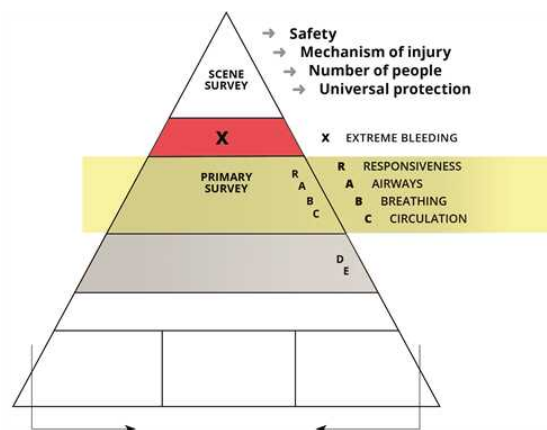 Safety
Mechanism of injury
Number of people
Universal protection
SCENE
SURVEY
X
X EXTREME BLEEDING
PRIMARY
SURVEY
R
A
B
C
R RESPONSIVENESS
A AIRWAYS
B BREATHING
C CIRCULATION
D
E